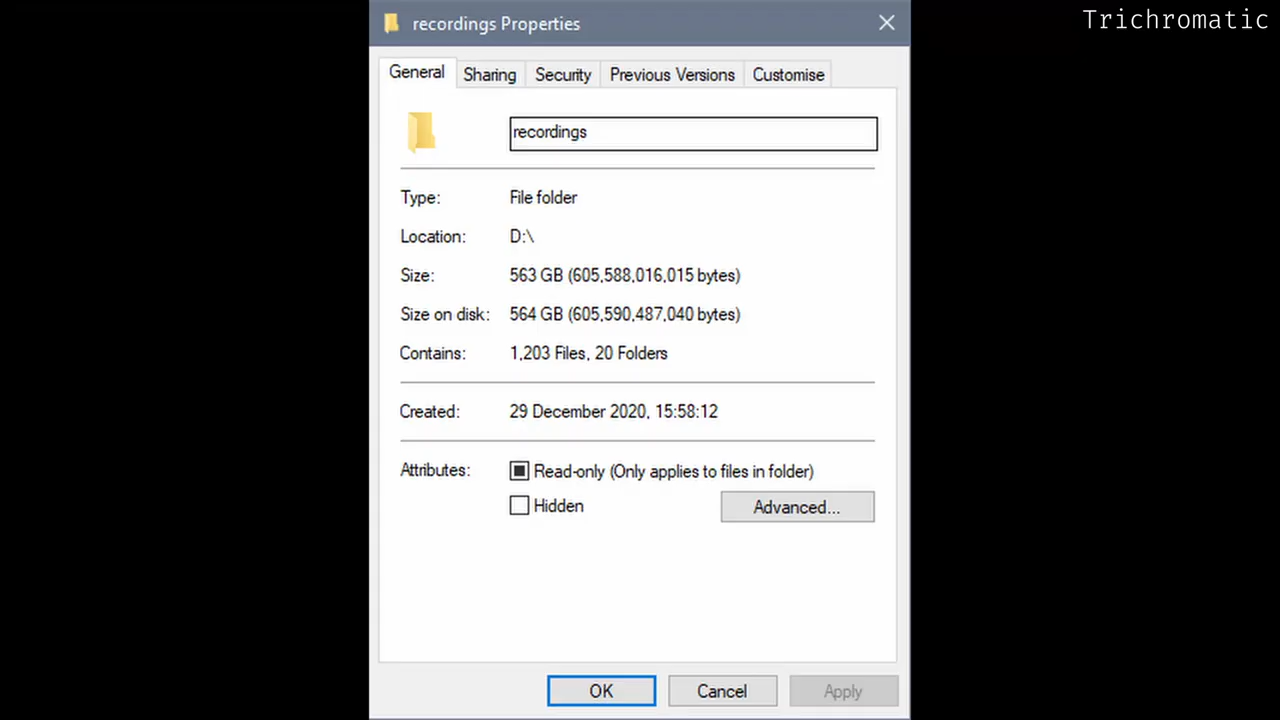 Trichromatic
recordings Properties
General Sharing Security Previous Versions Customise
recordings
Type: File folder
Location: D:\
Size: 563 GB (605,588,016,015 bytes)
Size on disk: 564 GB (605,590,487,040 bytes)
Contains: 1,203 Files, 20 Folders
Created: 29 December 2020, 15:58:12
Attributes: Read-only (Only applies to files in folder)
Hidden Advanced...
OK Cancel Apply